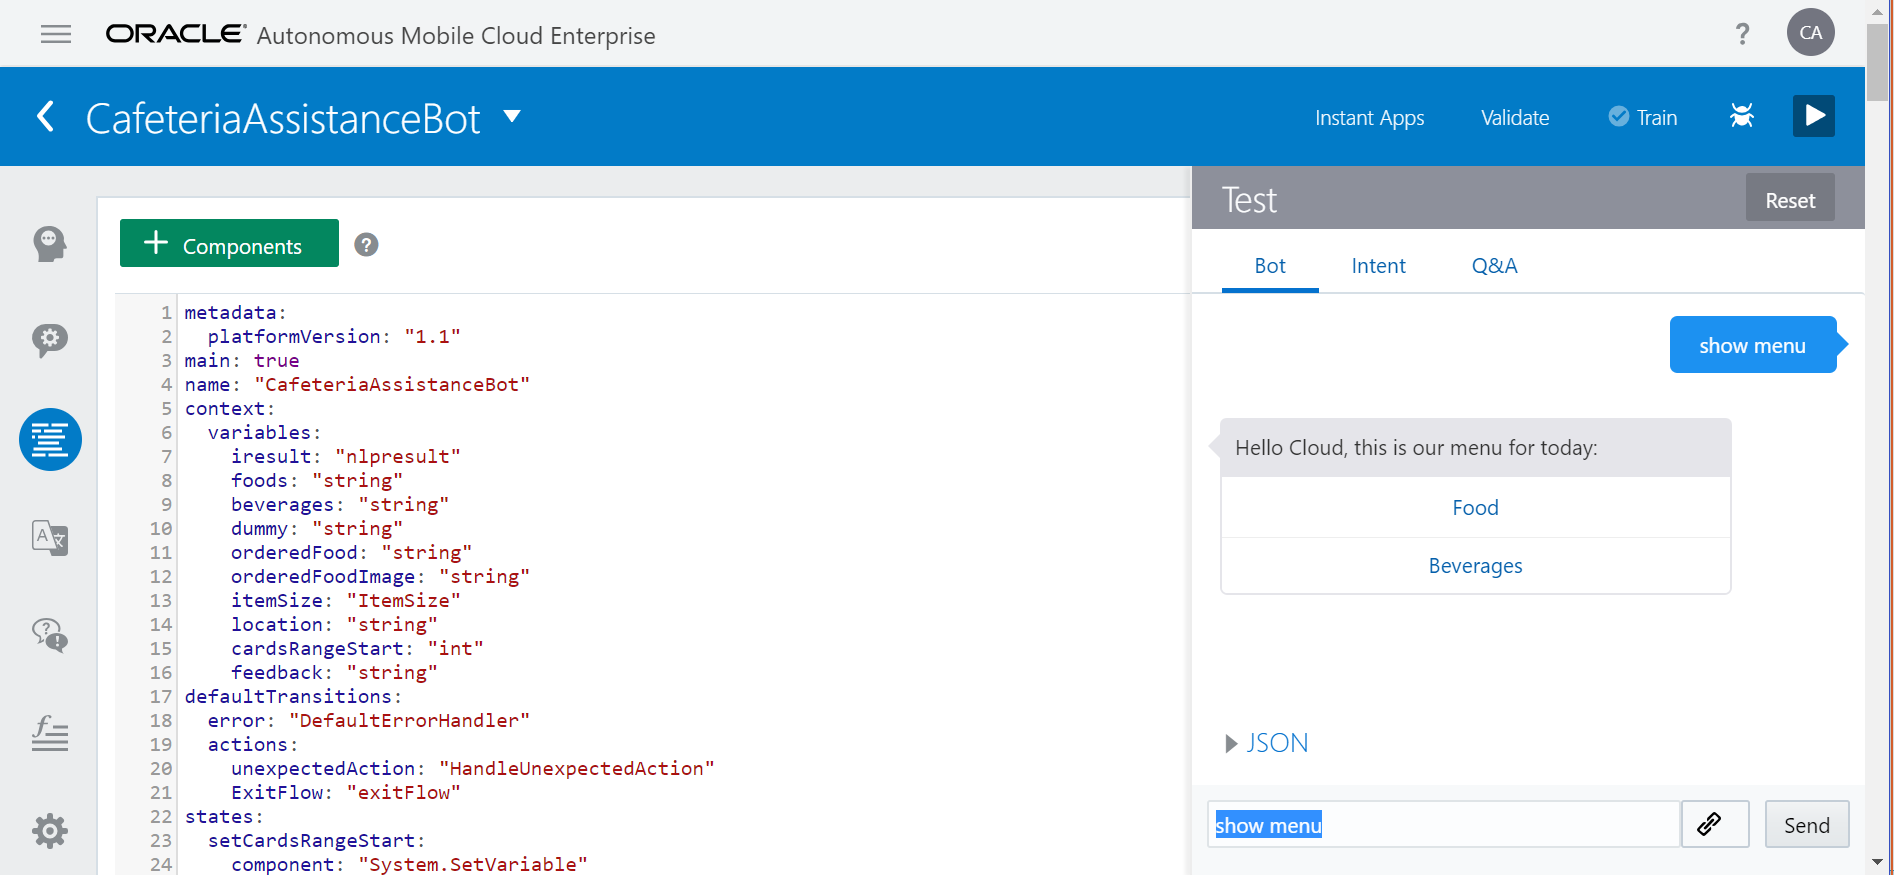 ORACLE Autonomous Mobile Cloud Enterprise
? CA
CafeteriaAssistanceBot
Instant Apps Validate Train
+ Components ?
1 metadata:
2 platformVersion: "1.1"
3 main: true
4 name: "CafeteriaAssistanceBot"
5 context:
6 variables:
7 iresult: "nlpresult"
8 foods: "string"
9 beverages: "string"
10 dummy: "string"
11 orderedFood: "string"
12 orderedFoodImage: "string"
13 itemSize: "ItemSize"
14 location: "string"
15 cardsRangeStart: "int"
16 feedback: "string"
17 defaultTransitions:
18 error: "DefaultErrorHandler"
19 actions:
20 unexpectedAction: "HandleUnexpectedAction"
21 ExitFlow: "exitFlow"
22 states:
23 setCardsRangeStart:
24 component: "System.SetVariable"
Test
Reset
Bot Intent Q&A
show menu
Hello Cloud, this is our menu for today:
Food
Beverages
JSON
show menu
Send